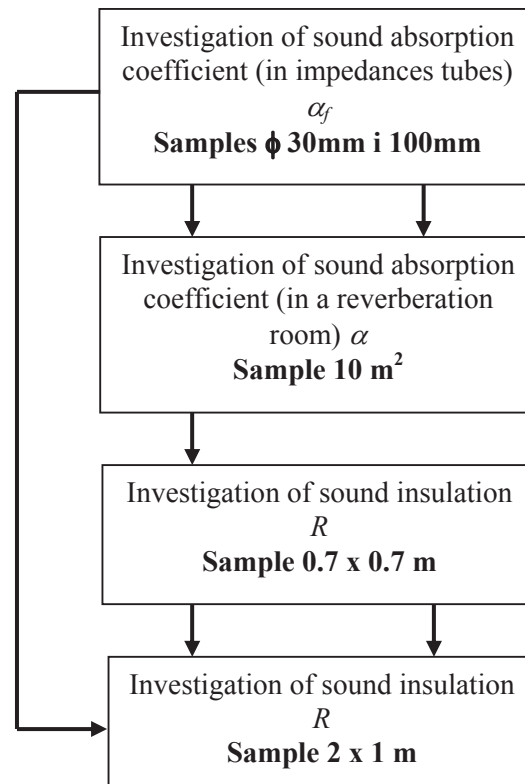 Investigation of sound absorption
coefficient (in impedances tubes)
α_f
Samples ϕ 30mm i 100mm
Investigation of sound absorption
coefficient (in a reverberation
room) α
Sample 10 m²
Investigation of sound insulation
R
Sample 0.7 x 0.7 m
Investigation of sound insulation
R
Sample 2 x 1 m